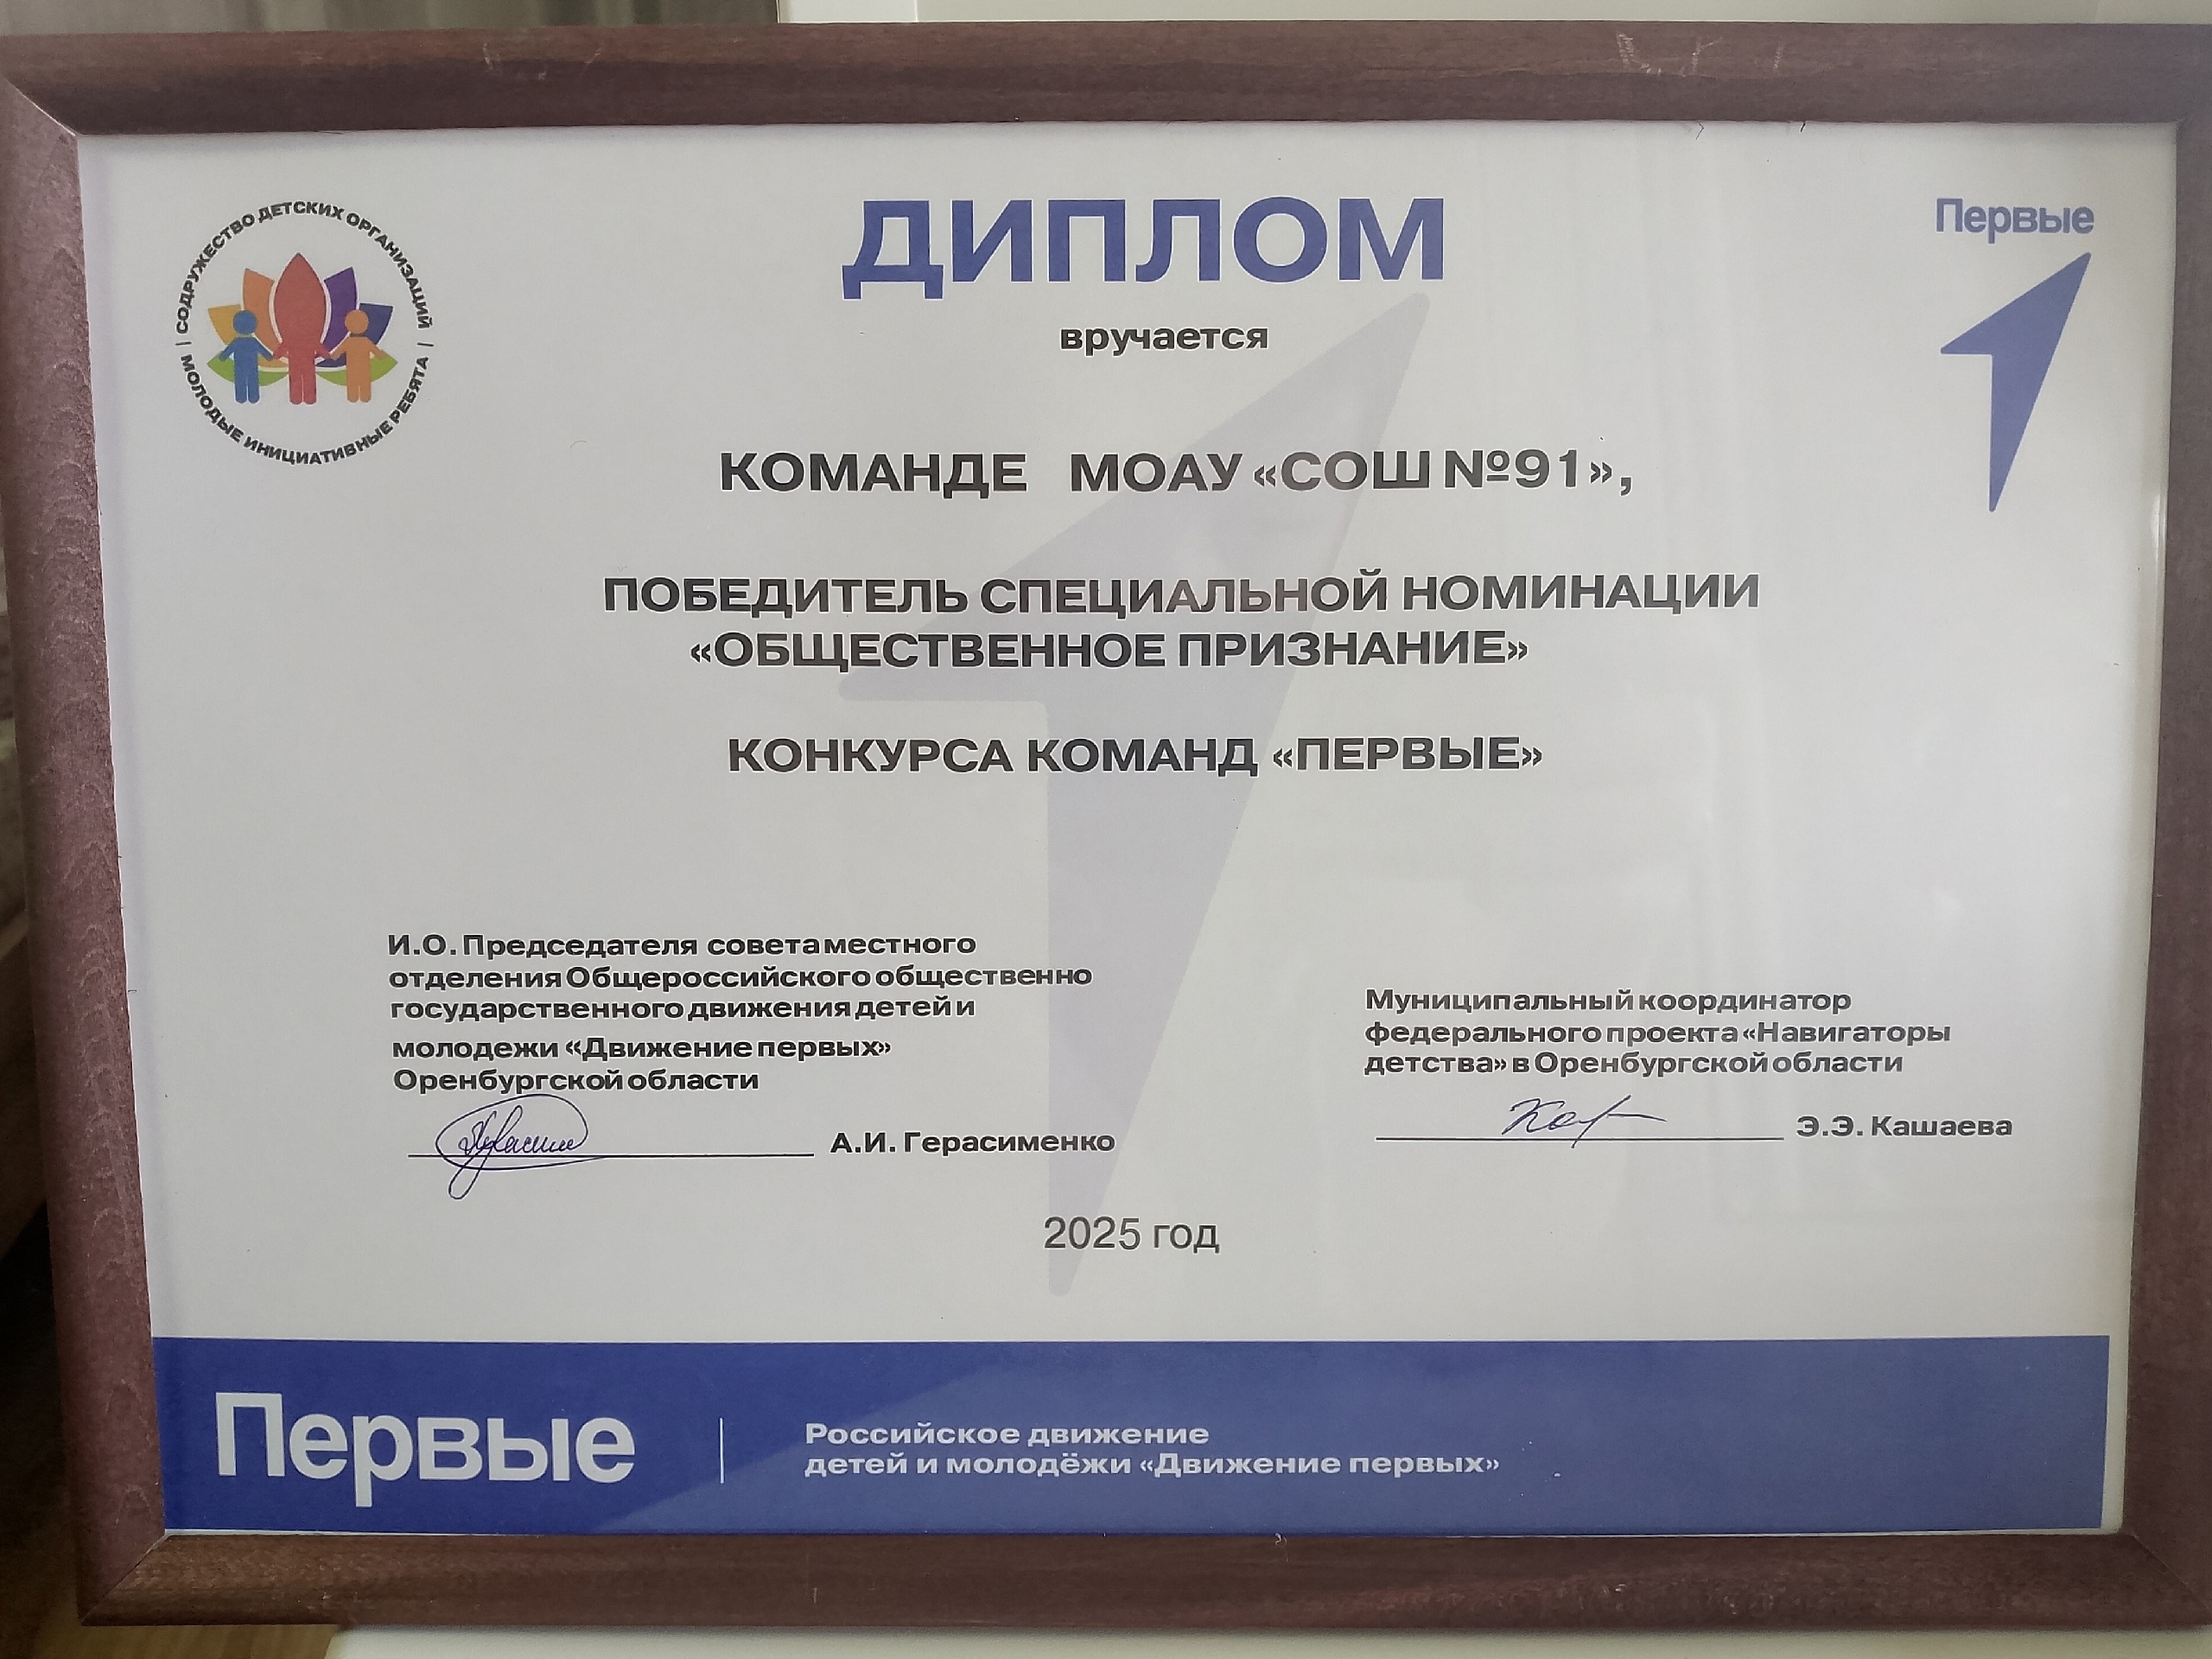 СОДРУЖЕСТВО ДЕТСКИХ ОРГАНИЗАЦИЙ
МОЛОДЫЕ ИНИЦИАТИВНЫЕ РЕБЯТА
Первые
ДИПЛОМ
вручается
КОМАНДЕ МОАУ «СОШ №91»,
ПОБЕДИТЕЛЬ СПЕЦИАЛЬНОЙ НОМИНАЦИИ
«ОБЩЕСТВЕННОЕ ПРИЗНАНИЕ»
КОНКУРСА КОМАНД «ПЕРВЫЕ»
И.О. Председателя совета местного
отделения Общероссийского общественно
государственного движения детей и
молодежи «Движение первых»
Оренбургской области
А.И. Герасименко
Муниципальный координатор
федерального проекта «Навигаторы
детства» в Оренбургской области
Э.Э. Кашаева
2025 год
Первые
Российское движение
детей и молодёжи «Движение первых»